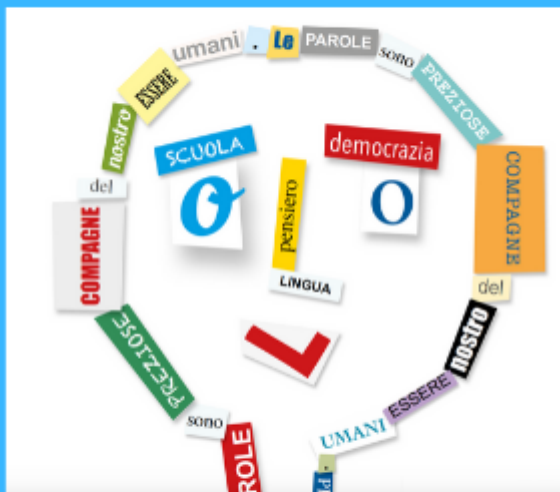 Le PAROLE sono PREZIOSE COMPAGNE del nostro ESSERE UMANI .
ROLE sono PREZIOSE COMPAGNE del nostro ESSERE umani .
SCUOLA
O
democrazia
O
pensiero
LINGUA
L